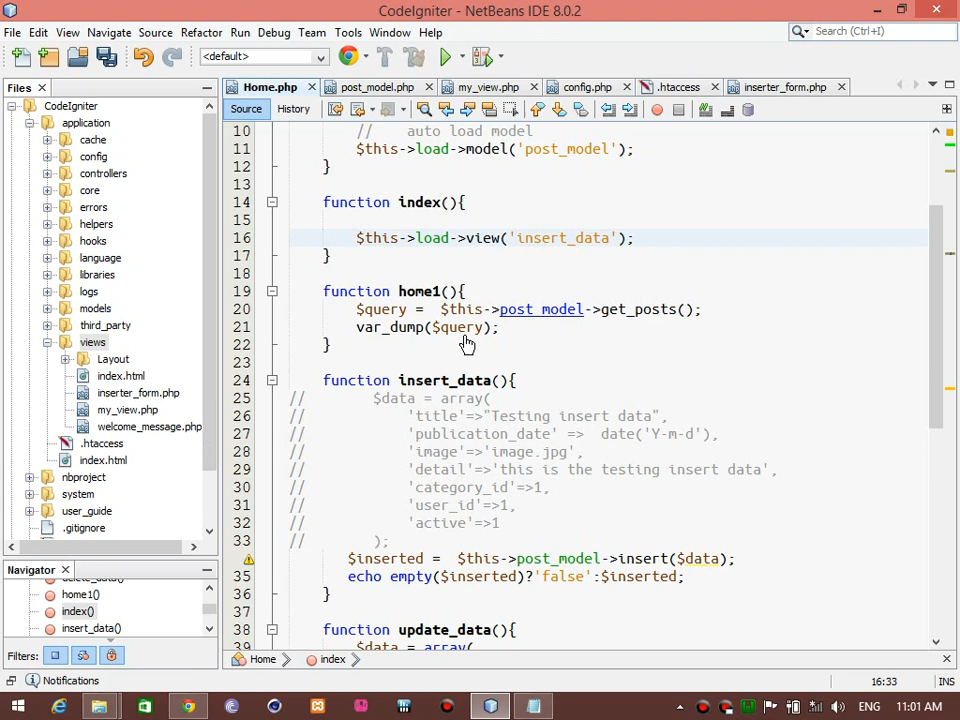 CodeIgniter - NetBeans IDE 8.0.2
File Edit View Navigate Source Refactor Run Debug Team Tools Window Help
Search (Ctrl+I)
<default>
Files
Home.php post_model.php my_view.php config.php .htaccess inserter_form.php
Source History
CodeIgniter
application
cache
config
controllers
core
errors
helpers
hooks
language
libraries
logs
models
third_party
views
Layout
index.html
inserter_form.php
my_view.php
welcome_message.php
.htaccess
index.html
nbproject
system
user_guide
.gitignore
10 // auto load model
11 $this->load->model('post_model');
12 }
13
14 function index(){
15
16 $this->load->view('insert_data');
17 }
18
19 function home1(){
20 $query = $this->post_model->get_posts();
21 var_dump($query);
22 }
23
24 function insert_data(){
25 // $data = array(
26 // 'title'=>"Testing insert data",
27 // 'publication_date' => date('Y-m-d'),
28 // 'image'=>'image.jpg',
29 // 'detail'=>'this is the testing insert data',
30 // 'category_id'=>1,
31 // 'user_id'=>1,
32 // 'active'=>1
33 // );
$inserted = $this->post_model->insert($data);
35 echo empty($inserted)?'false':$inserted;
36 }
37
38 function update_data(){
39 $data = array(
Navigator
delete_data()
home1()
index()
insert_data()
Filters:
Home index
Notifications
16:33 INS
ENG 11:01 AM